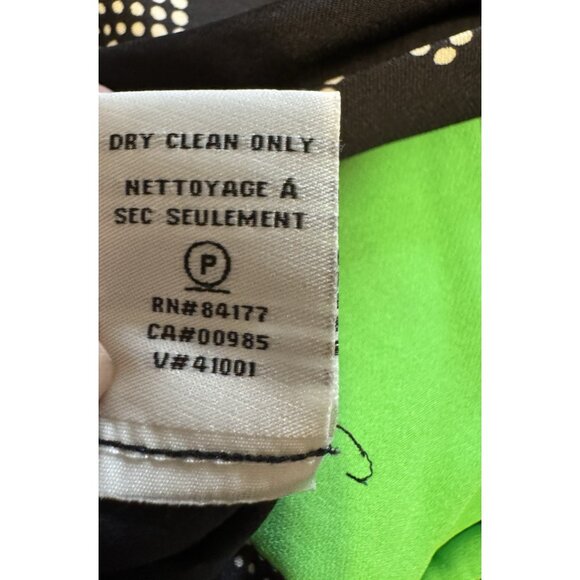 DRY CLEAN ONLY
NETTOYAGE Á
SEC SEULEMENT
P
RN#84177
CA#00985
V#41001